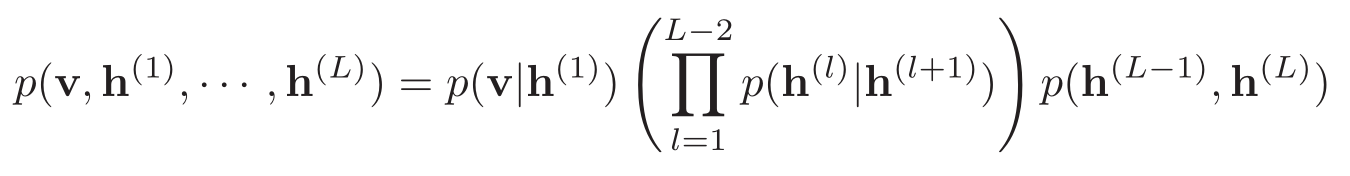 p(𝐯, 𝐡⁽¹⁾, ⋯ , 𝐡⁽ᴸ⁾) = p(𝐯|𝐡⁽¹⁾) (∏_{l=1}^{L−2} p(𝐡⁽ˡ⁾|𝐡⁽ˡ⁺¹⁾)) p(𝐡⁽ᴸ⁻¹⁾, 𝐡⁽ᴸ⁾)